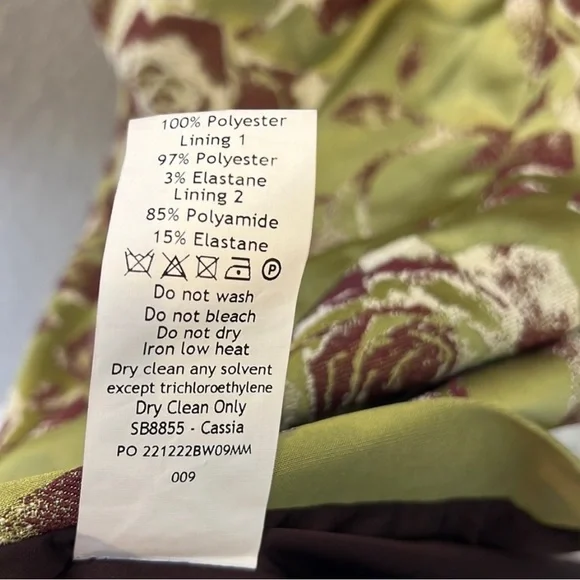 100% Polyester
Lining 1
97% Polyester
3% Elastane
Lining 2
85% Polyamide
15% Elastane
P
Do not wash
Do not bleach
Do not dry
Iron low heat
Dry clean any solvent
except trichloroethylene
Dry Clean Only
SB8855 - Cassia
PO 221222BW09MM
009